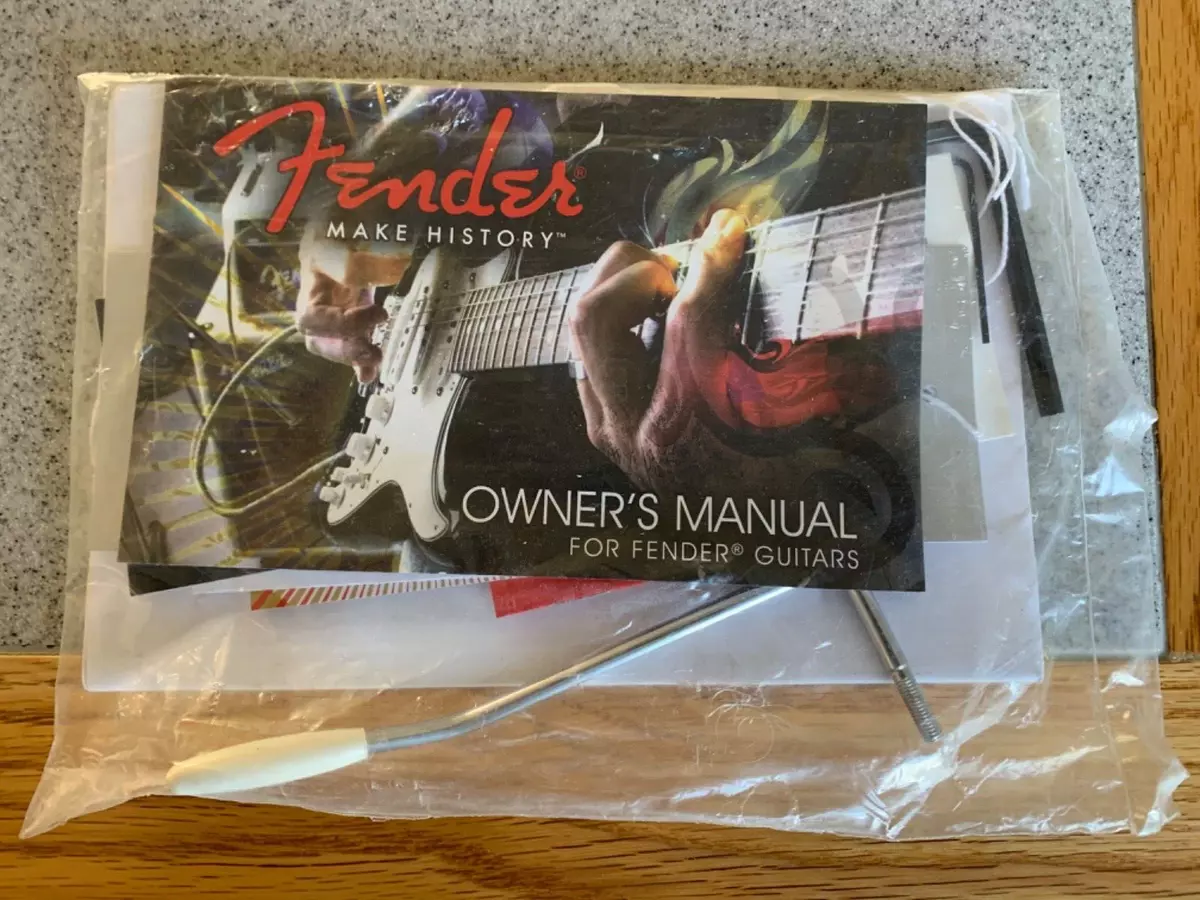 Fender®
MAKE HISTORY™
OWNER'S MANUAL
FOR FENDER® GUITARS